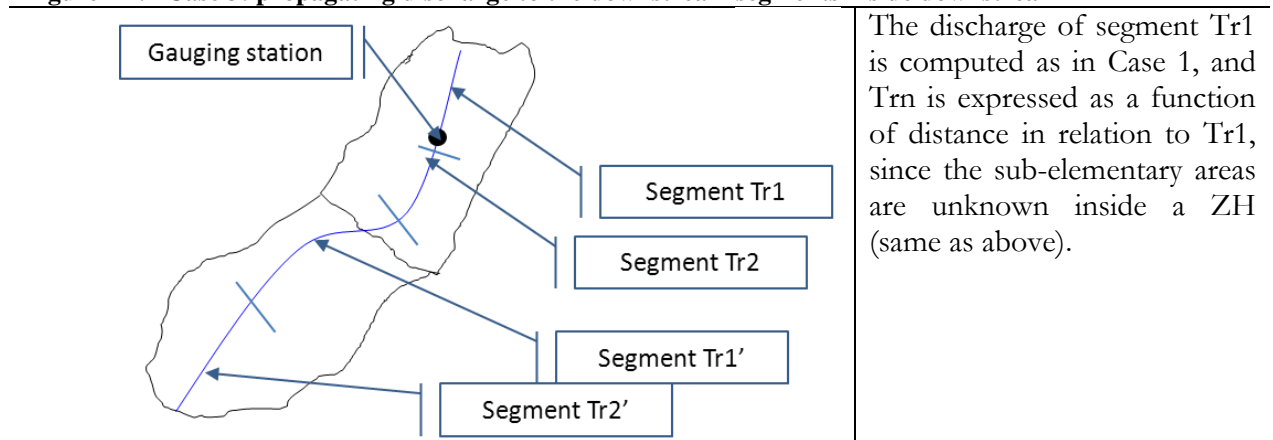 Gauging station
Segment Tr1
Segment Tr2
Segment Tr1’
Segment Tr2’
The discharge of segment Tr1
is computed as in Case 1, and
Trn is expressed as a function
of distance in relation to Tr1,
since the sub-elementary areas
are unknown inside a ZH
(same as above).